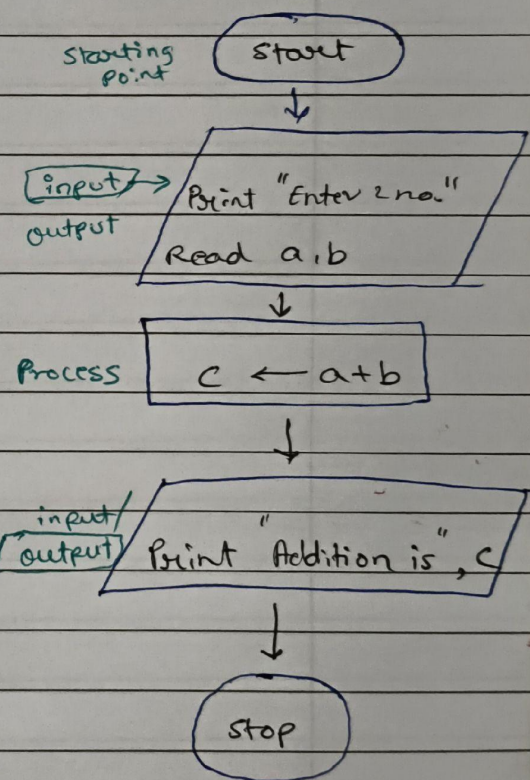 starting
point
start
input
output
Print "Enter 2 no."
Read a,b
Process
c ← a+b
input/
output
Print "Addition is", c
stop